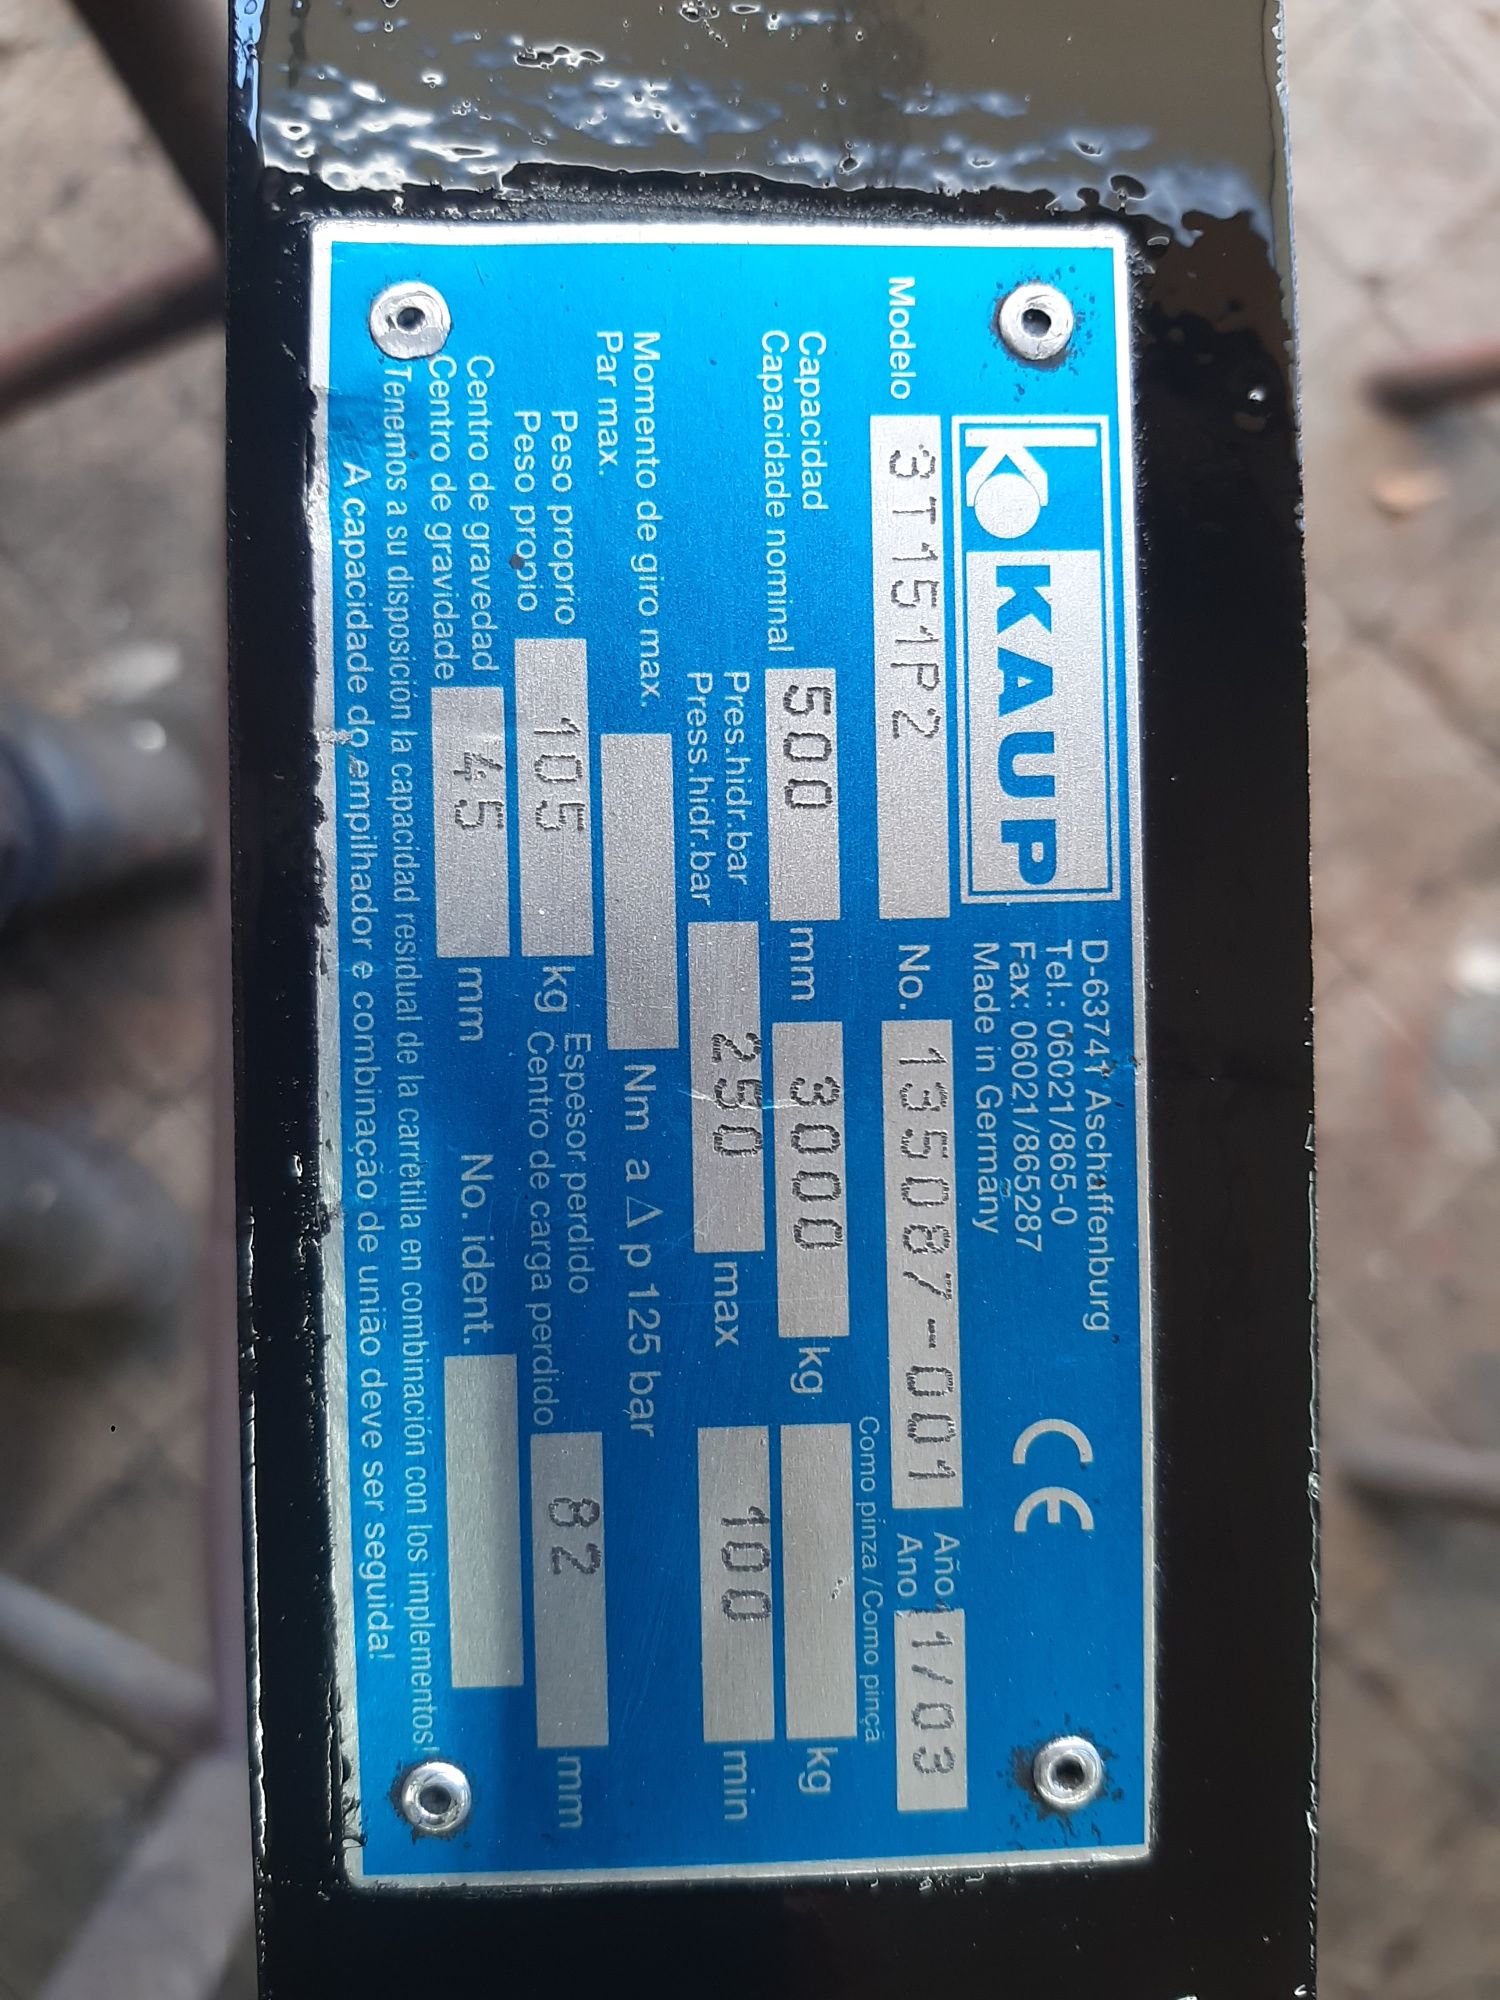 KAUP
D-63741 Aschaffenburg
Tel.: 06021/865-0
Fax: 06021/865287
Made in Germany
CE
Modelo 3T151P2 No. 135087-001 Año Ano 11/03
Capacidad
Capacidade nominal 500 mm 3000 kg Como pinza / Como pinça kg
Pres.hidr.bar
Press.hidr.bar 250 max 100 min
Momento de giro max.
Par max. Nm a Δ p 125 bar
Peso proprio
Peso propio 105 kg Espesor perdido
Centro de carga perdido 82 mm
Centro de gravedad
Centro de gravidade 45 mm No. ident.
Tenemos a su disposición la capacidad residual de la carretilla en combinación con los implementos!
A capacidade do empilhador e combinação de união deve ser seguida!